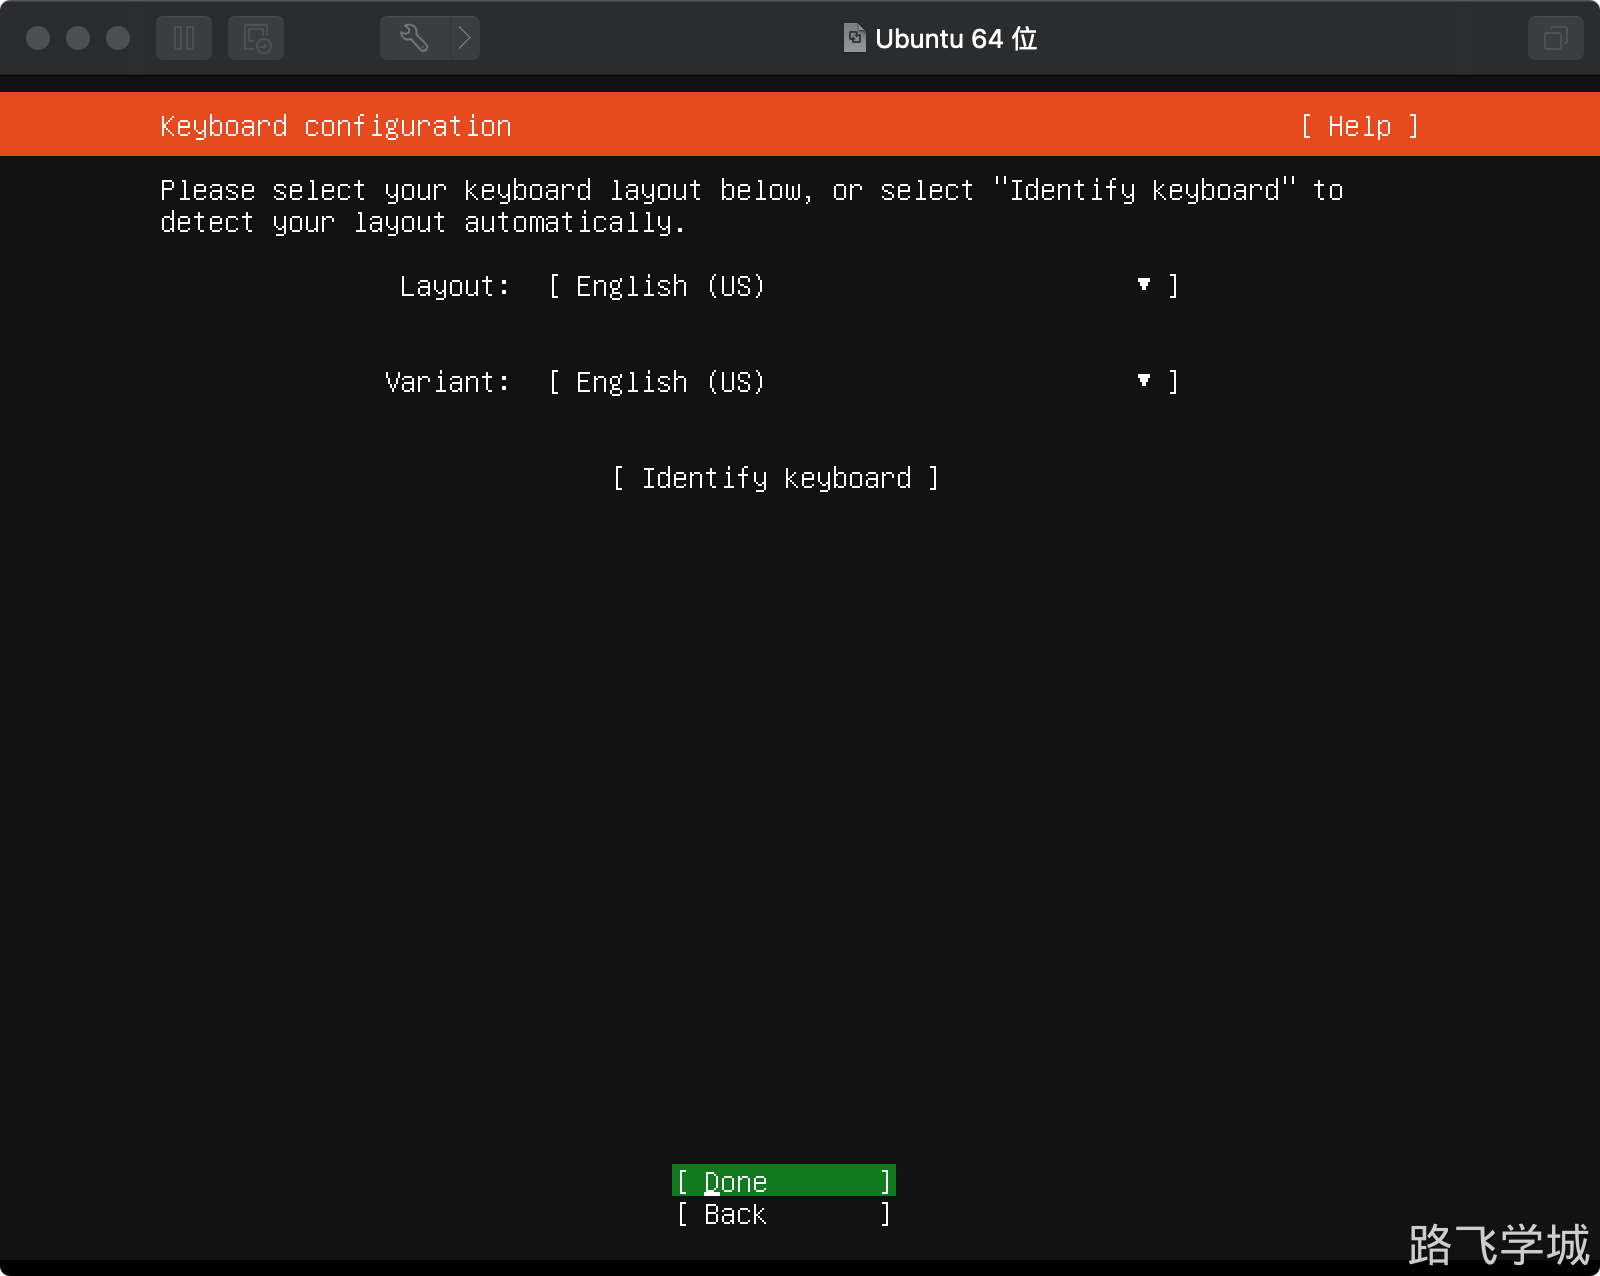 Ubuntu 64 位
Keyboard configuration [ Help ]
Please select your keyboard layout below, or select "Identify keyboard" to
detect your layout automatically.
Layout: [ English (US) ▾ ]
Variant: [ English (US) ▾ ]
[ Identify keyboard ]
[ Done ]
[ Back ]
路飞学城